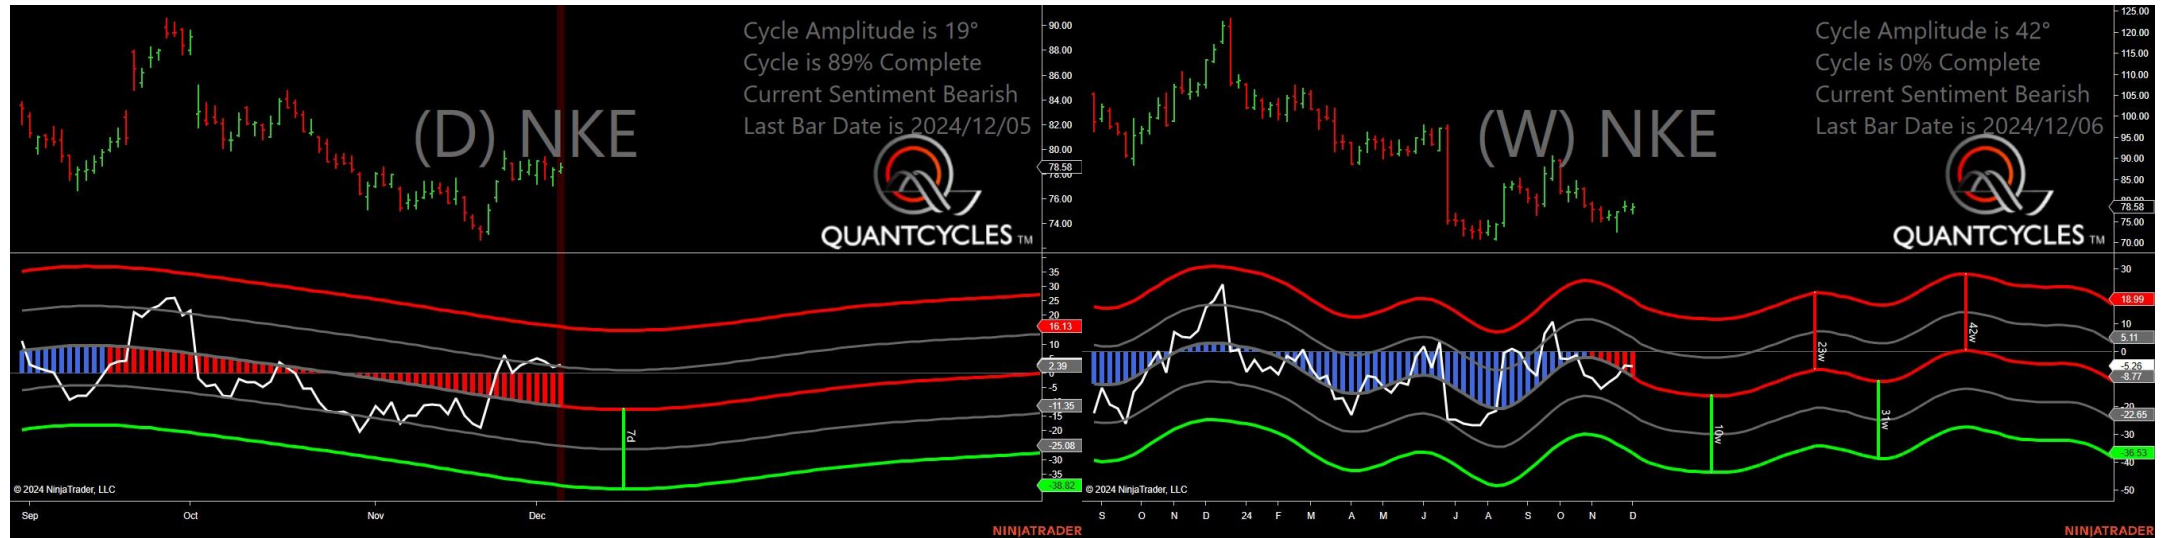 Cycle Amplitude is 19°
Cycle is 89% Complete
Current Sentiment Bearish
Last Bar Date is 2024/12/05
(D) NKE
QUANTCYCLES TM
90.00
88.00
86.00
84.00
82.00
80.00
78.58
78.00
76.00
74.00
35
30
25
20
16.13
10
5
2.39
0
-5
-11.35
-15
-20
-25.08
-30
-35
-38.82
7d
© 2024 NinjaTrader, LLC
Sep Oct Nov Dec
NINJATRADER
Cycle Amplitude is 42°
Cycle is 0% Complete
Current Sentiment Bearish
Last Bar Date is 2024/12/06
(W) NKE
QUANTCYCLES TM
125.00
120.00
115.00
110.00
105.00
100.00
95.00
90.00
85.00
78.58
75.00
70.00
30
18.99
10
5.11
0
-5.26
-8.77
-20
-22.65
-30
-36.53
-40
-50
10w
23w
31w
42w
© 2024 NinjaTrader, LLC
S O N D 24 F M A M J J A S O N D
NINJATRADER